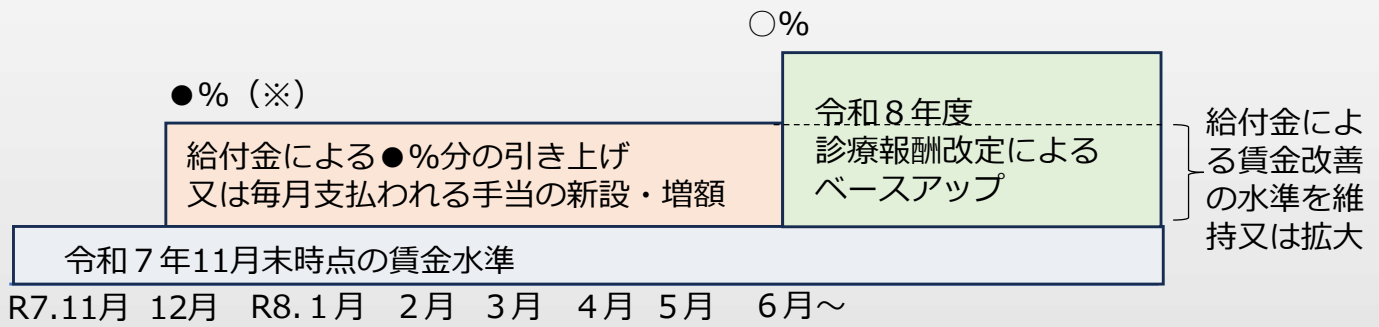 ○%
●%（※）
給付金による●%分の引き上げ
又は毎月支払われる手当の新設・増額
令和８年度
診療報酬改定による
ベースアップ
給付金によ
る賃金改善
の水準を維
持又は拡大
令和７年11月末時点の賃金水準
R7.11月 12月 R8.１月 ２月 ３月 ４月 ５月 ６月～